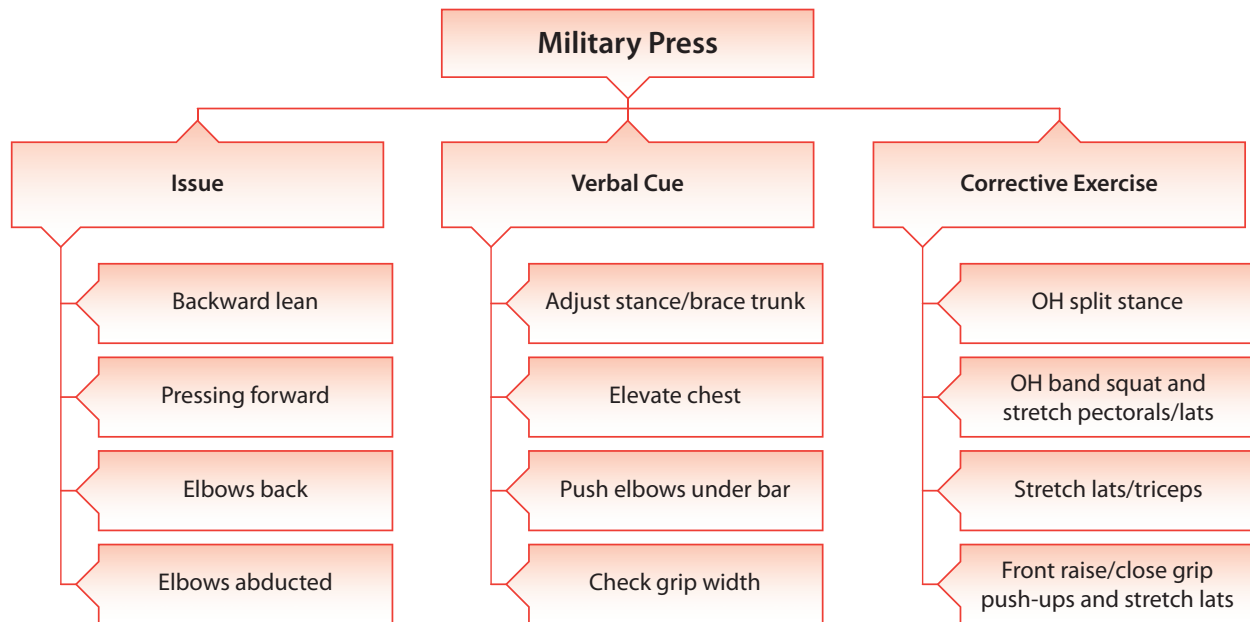 Military Press
Issue
Backward lean
Pressing forward
Elbows back
Elbows abducted
Verbal Cue
Adjust stance/brace trunk
Elevate chest
Push elbows under bar
Check grip width
Corrective Exercise
OH split stance
OH band squat and
stretch pectorals/lats
Stretch lats/triceps
Front raise/close grip
push-ups and stretch lats